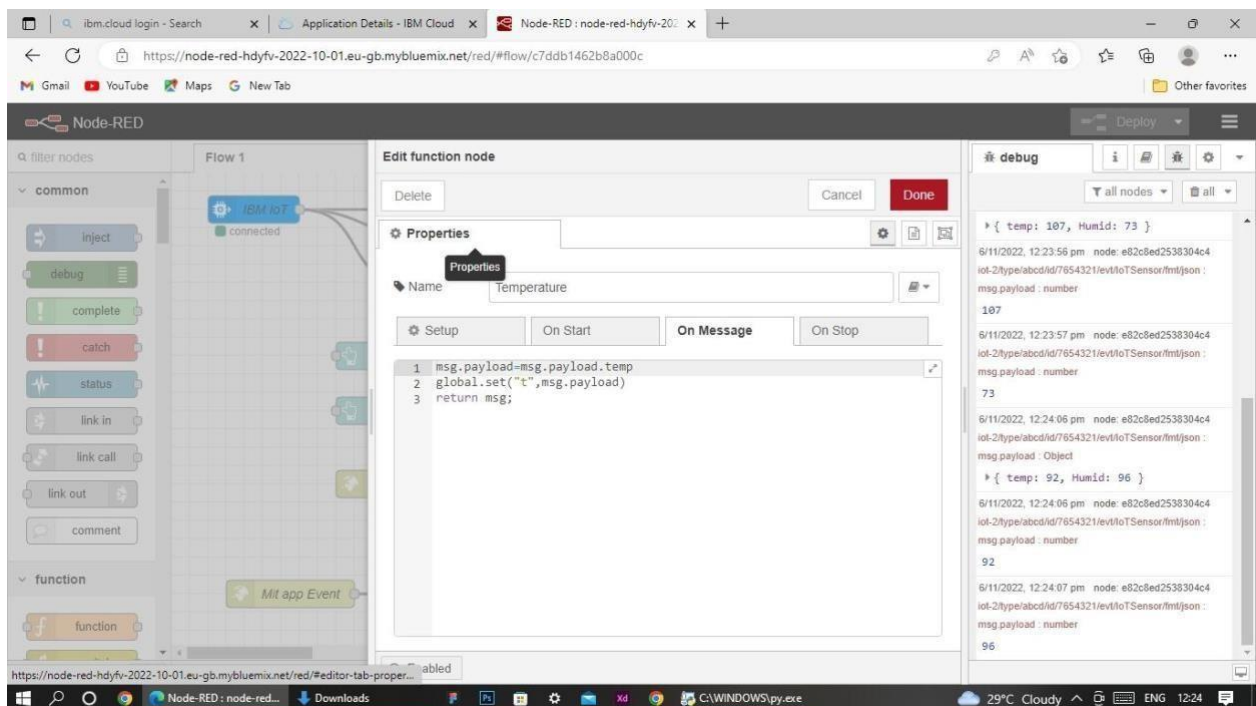 ibm.cloud login - Search
Application Details - IBM Cloud
Node-RED : node-red-hdyfv-202
https://node-red-hdyfv-2022-10-01.eu-gb.mybluemix.net/red/#flow/c7ddb1462b8a000c
Gmail YouTube Maps New Tab Other favorites
Node-RED Deploy
filter nodes
common
inject
debug
complete
catch
status
link in
link call
link out
comment
function
function
Flow 1
IBM IoT
connected
Mit app Event
Edit function node
Delete Cancel Done
Properties
Properties
Name Temperature
Setup On Start On Message On Stop
1 msg.payload=msg.payload.temp
2 global.set("t",msg.payload)
3 return msg;
debug
all nodes all
{ temp: 107, Humid: 73 }
6/11/2022, 12:23:56 pm node: e82c8ed2538304c4
iot-2/type/abcd/id/7654321/evt/IoTSensor/fmt/json :
msg.payload : number
107
6/11/2022, 12:23:57 pm node: e82c8ed2538304c4
iot-2/type/abcd/id/7654321/evt/IoTSensor/fmt/json :
msg.payload : number
73
6/11/2022, 12:24:06 pm node: e82c8ed2538304c4
iot-2/type/abcd/id/7654321/evt/IoTSensor/fmt/json :
msg.payload : Object
{ temp: 92, Humid: 96 }
6/11/2022, 12:24:06 pm node: e82c8ed2538304c4
iot-2/type/abcd/id/7654321/evt/IoTSensor/fmt/json :
msg.payload : number
92
6/11/2022, 12:24:07 pm node: e82c8ed2538304c4
iot-2/type/abcd/id/7654321/evt/IoTSensor/fmt/json :
msg.payload : number
96
https://node-red-hdyfv-2022-10-01.eu-gb.mybluemix.net/red/#editor-tab-proper...
Node-RED : node-red... Downloads Ps Xd C:\WINDOWS\py.exe 29°C Cloudy ENG 12:24